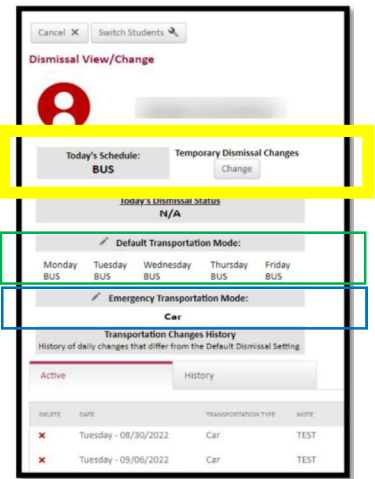 Cancel X Switch Students
Dismissal View/Change
Today's Schedule: Temporary Dismissal Changes
BUS Change
Today's Dismissal Status
N/A
Default Transportation Mode:
Monday Tuesday Wednesday Thursday Friday
BUS BUS BUS BUS BUS
Emergency Transportation Mode:
Car
Transportation Changes History
History of daily changes that differ from the Default Dismissal Setting.
Active History
DELETE DATE TRANSPORTATION TYPE NOTE
x Tuesday - 08/30/2022 Car TEST
x Tuesday - 09/06/2022 Car TEST